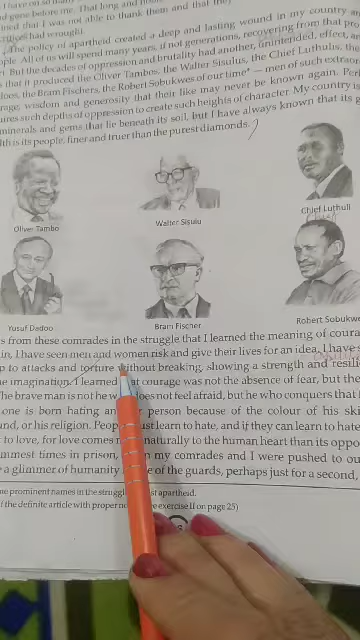 I have on so many
d gone before me. That long
ined that I was not able to thank them and that they
crifices had wrought.
The policy of apartheid created a deep and lasting wound in my country an
ople. All of us will spend many years, if not generations, recovering from that pro
t. But the decades of oppression and brutality had another, unintended, effect, an
s that it produced the Oliver Tambos, the Walter Sisulus, the Chief Luthulis, the
doos, the Bram Fischers, the Robert Sobukwes of our time* — men of such extraor
rage, wisdom and generosity that their like may never be known again. Perh
uires such depths of oppression to create such heights of character. My country is
minerals and gems that lie beneath its soil, but I have always known that its g
lth is its people, finer and truer than the purest diamonds.
Oliver Tambo
Walter Sisulu
Chief Luthuli
Yusuf Dadoo
Bram Fischer
Robert Sobukwe
s from these comrades in the struggle that I learned the meaning of coura
in, I have seen men and women risk and give their lives for an idea. I have s
p to attacks and torture without breaking, showing a strength and resili
e imagination. I learned that courage was not the absence of fear, but the
he brave man is not he w does not feel afraid, but he who conquers that f
one is born hating an person because of the colour of his ski
und, or his religion. Peop ust learn to hate, and if they can learn to hate
to love, for love comes naturally to the human heart than its oppo
mmest times in prison, my comrades and I were pushed to ou
e a glimmer of humanity of the guards, perhaps just for a second,
me prominent names in the struggl st apartheid.
f the definite article with proper no e exercise II on page 25)